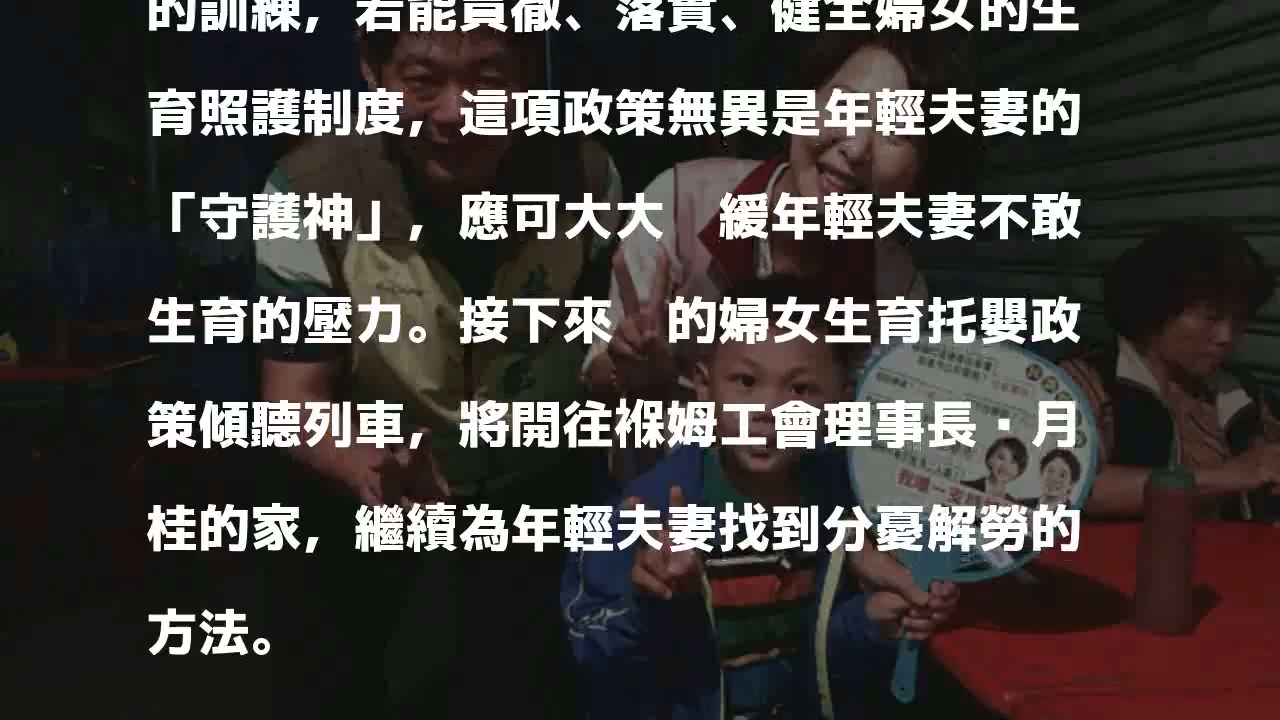 的訓練，若能貫徹、落實、健全婦女的生
育照護制度，這項政策無異是年輕夫妻的
「守護神」，應可大大　緩年輕夫妻不敢
生育的壓力。接下來　的婦女生育托嬰政
策傾聽列車，將開往褓姆工會理事長·月
桂的家，繼續為年輕夫妻找到分憂解勞的
方法。